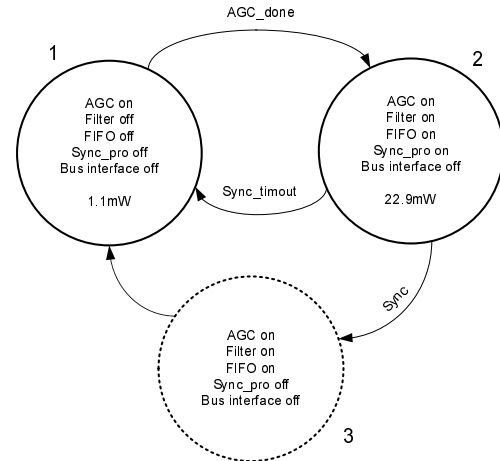 AGC_done
1
2
AGC on
Filter off
FIFO off
Sync_pro off
Bus interface off
1.1mW
AGC on
Filter on
FIFO on
Sync_pro on
Bus interface off
22.9mW
Sync_timout
Sync
AGC on
Filter on
FIFO on
Sync_pro off
Bus interface off
3